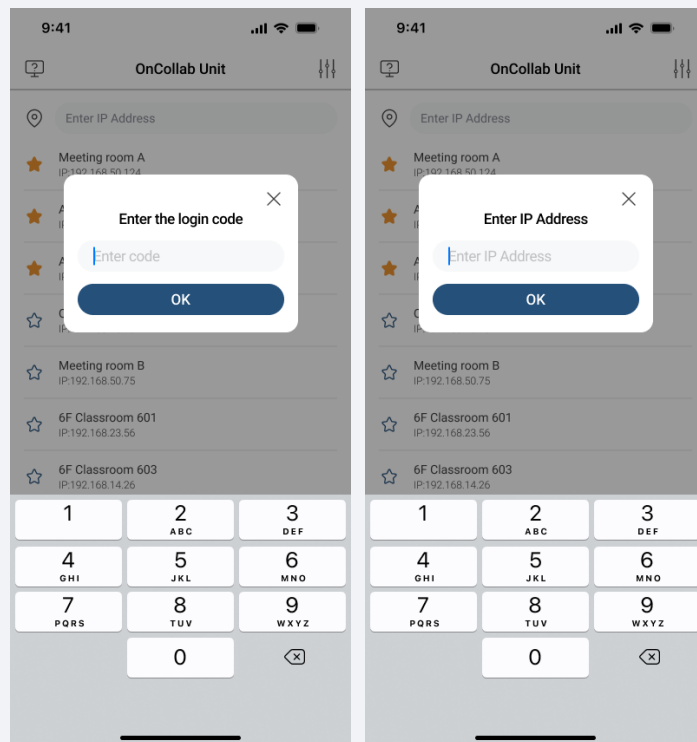 9:41
OnCollab Unit
Enter IP Address
Meeting room A
IP:192.168.50.124
A
IP
Enter the login code
Enter code
A
IP
OK
C
IP:
Meeting room B
IP:192.168.50.75
6F Classroom 601
IP:192.168.23.56
6F Classroom 603
IP:192.168.14.26
1
2
ABC
3
DEF
4
GHI
5
JKL
6
MNO
7
PQRS
8
TUV
9
WXYZ
0
9:41
OnCollab Unit
Enter IP Address
Meeting room A
IP:192.168.50.124
A
IP
Enter IP Address
Enter IP Address
A
IP
OK
C
IP:
Meeting room B
IP:192.168.50.75
6F Classroom 601
IP:192.168.23.56
6F Classroom 603
IP:192.168.14.26
1
2
ABC
3
DEF
4
GHI
5
JKL
6
MNO
7
PQRS
8
TUV
9
WXYZ
0